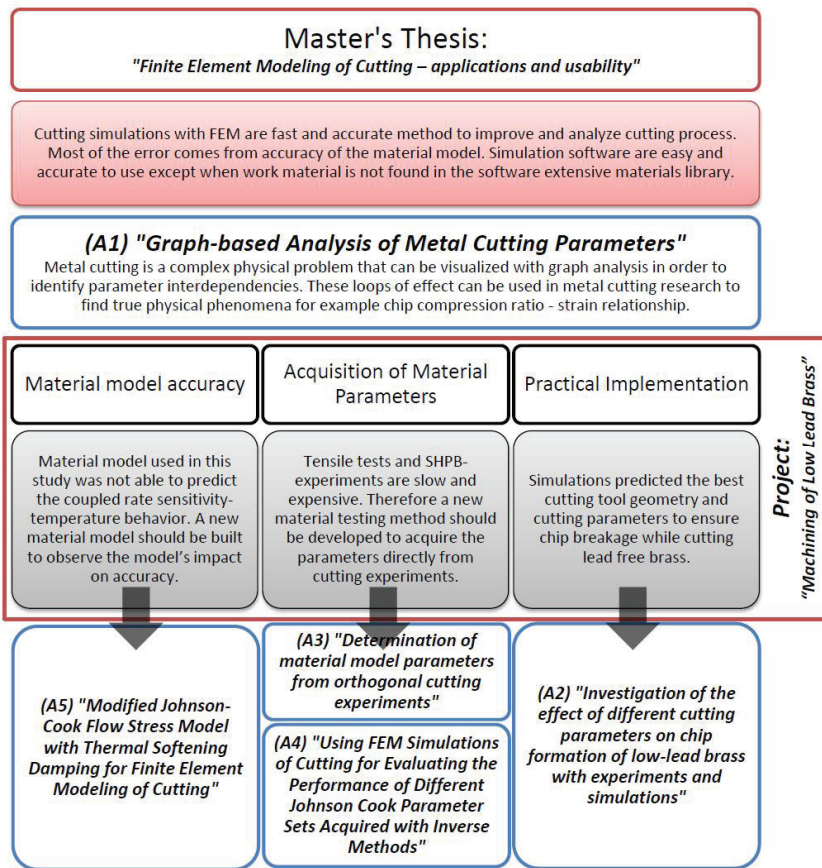 Master's Thesis:
"Finite Element Modeling of Cutting – applications and usability"
Cutting simulations with FEM are fast and accurate method to improve and analyze cutting process.
Most of the error comes from accuracy of the material model. Simulation software are easy and
accurate to use except when work material is not found in the software extensive materials library.
(A1) "Graph-based Analysis of Metal Cutting Parameters"
Metal cutting is a complex physical problem that can be visualized with graph analysis in order to
identify parameter interdependencies. These loops of effect can be used in metal cutting research to
find true physical phenomena for example chip compression ratio - strain relationship.
Material model accuracy
Material model used in this
study was not able to predict
the coupled rate sensitivity-
temperature behavior. A new
material model should be built
to observe the model's impact
on accuracy.
Acquisition of Material
Parameters
Tensile tests and SHPB-
experiments are slow and
expensive. Therefore a new
material testing method should
be developed to acquire the
parameters directly from
cutting experiments.
Practical Implementation
Simulations predicted the best
cutting tool geometry and
cutting parameters to ensure
chip breakage while cutting
lead free brass.
Project:
"Machining of Low Lead Brass"
(A5) "Modified Johnson-
Cook Flow Stress Model
with Thermal Softening
Damping for Finite Element
Modeling of Cutting"
(A3) "Determination of
material model parameters
from orthogonal cutting
experiments"
(A4) "Using FEM Simulations
of Cutting for Evaluating the
Performance of Different
Johnson Cook Parameter
Sets Acquired with Inverse
Methods"
(A2) "Investigation of the
effect of different cutting
parameters on chip
formation of low-lead brass
with experiments and
simulations"